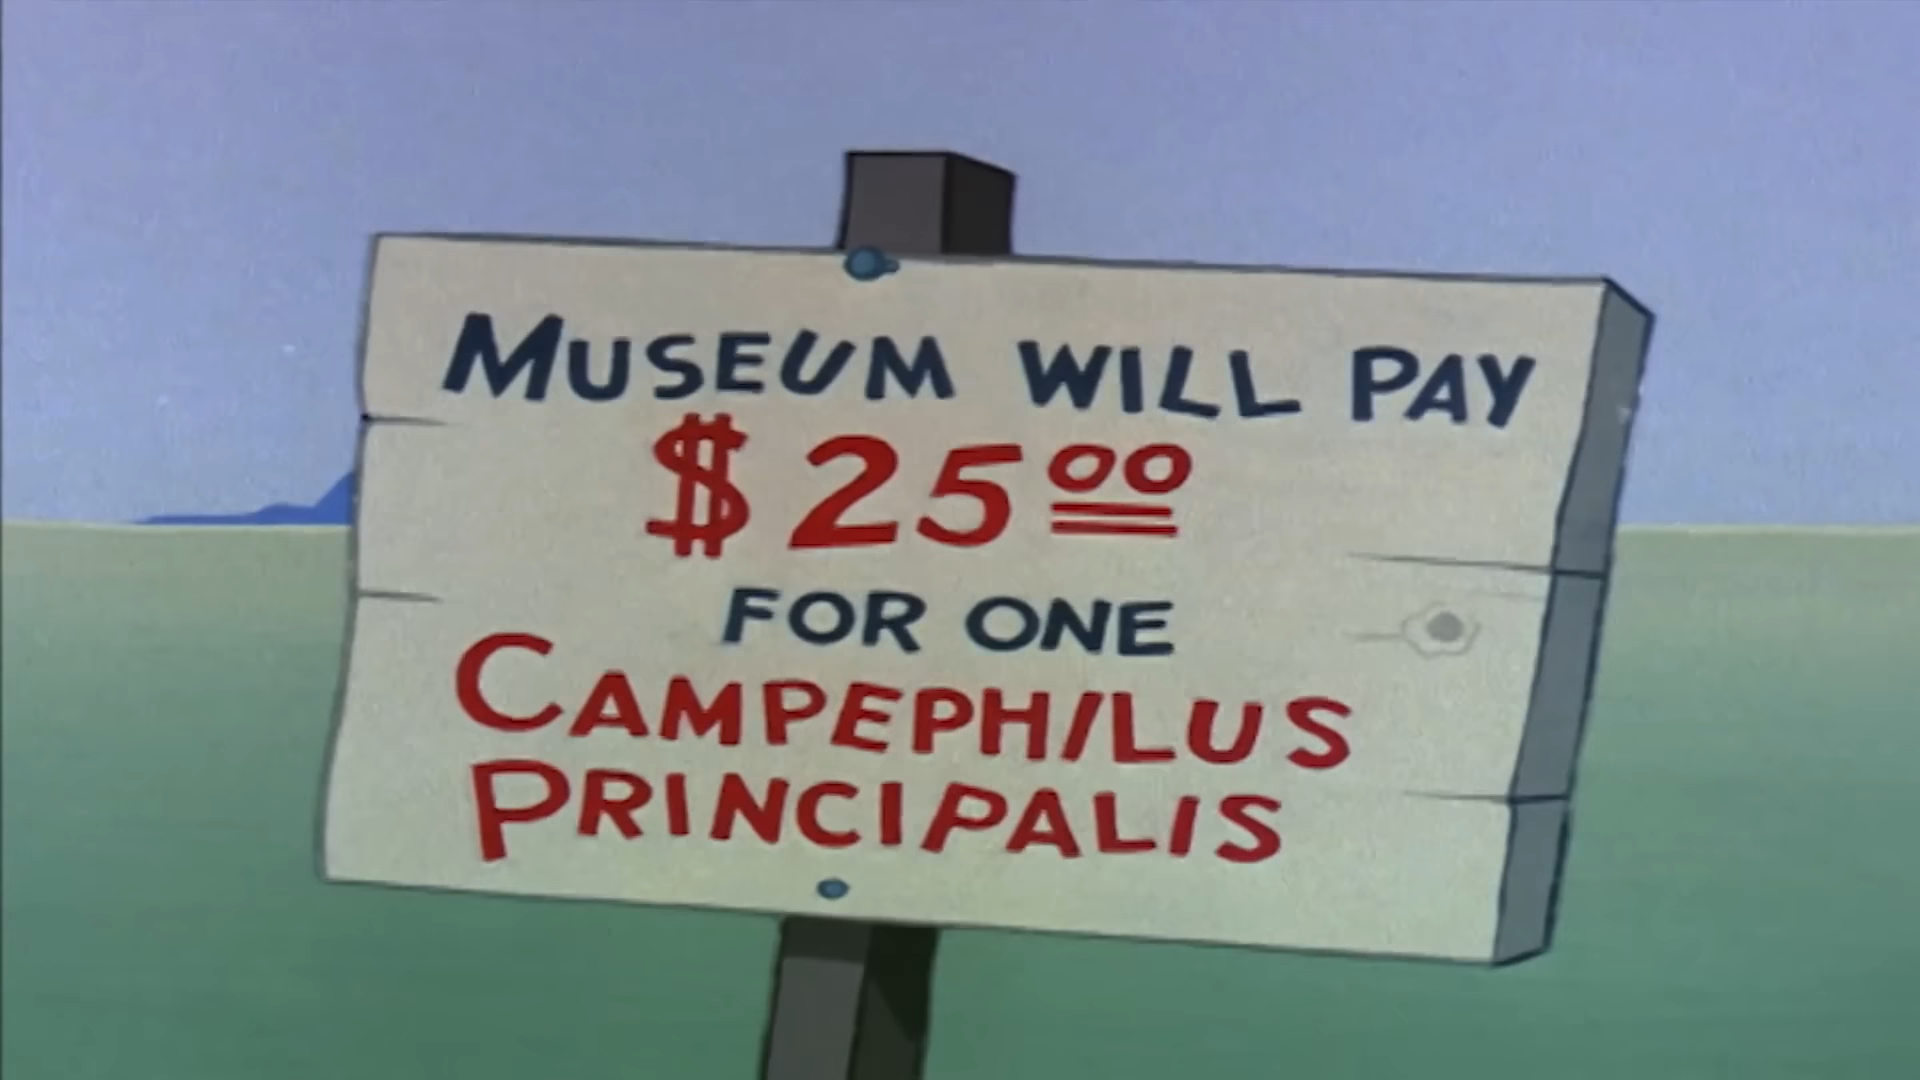 MUSEUM WILL PAY
$25.00
FOR ONE
CAMPEPHILUS
PRINCIPALIS